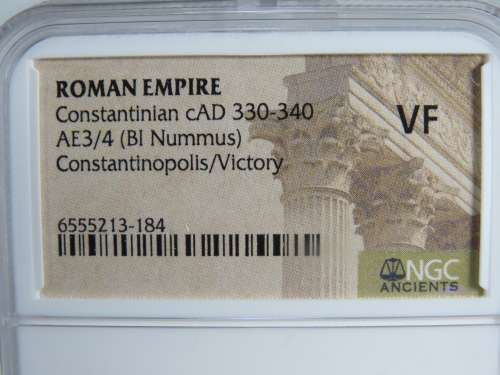 ROMAN EMPIRE
Constantinian cAD 330-340
AE3/4 (BI Nummus)
Constantinopolis/Victory
VF
6555213-184
NGC
ANCIENTS